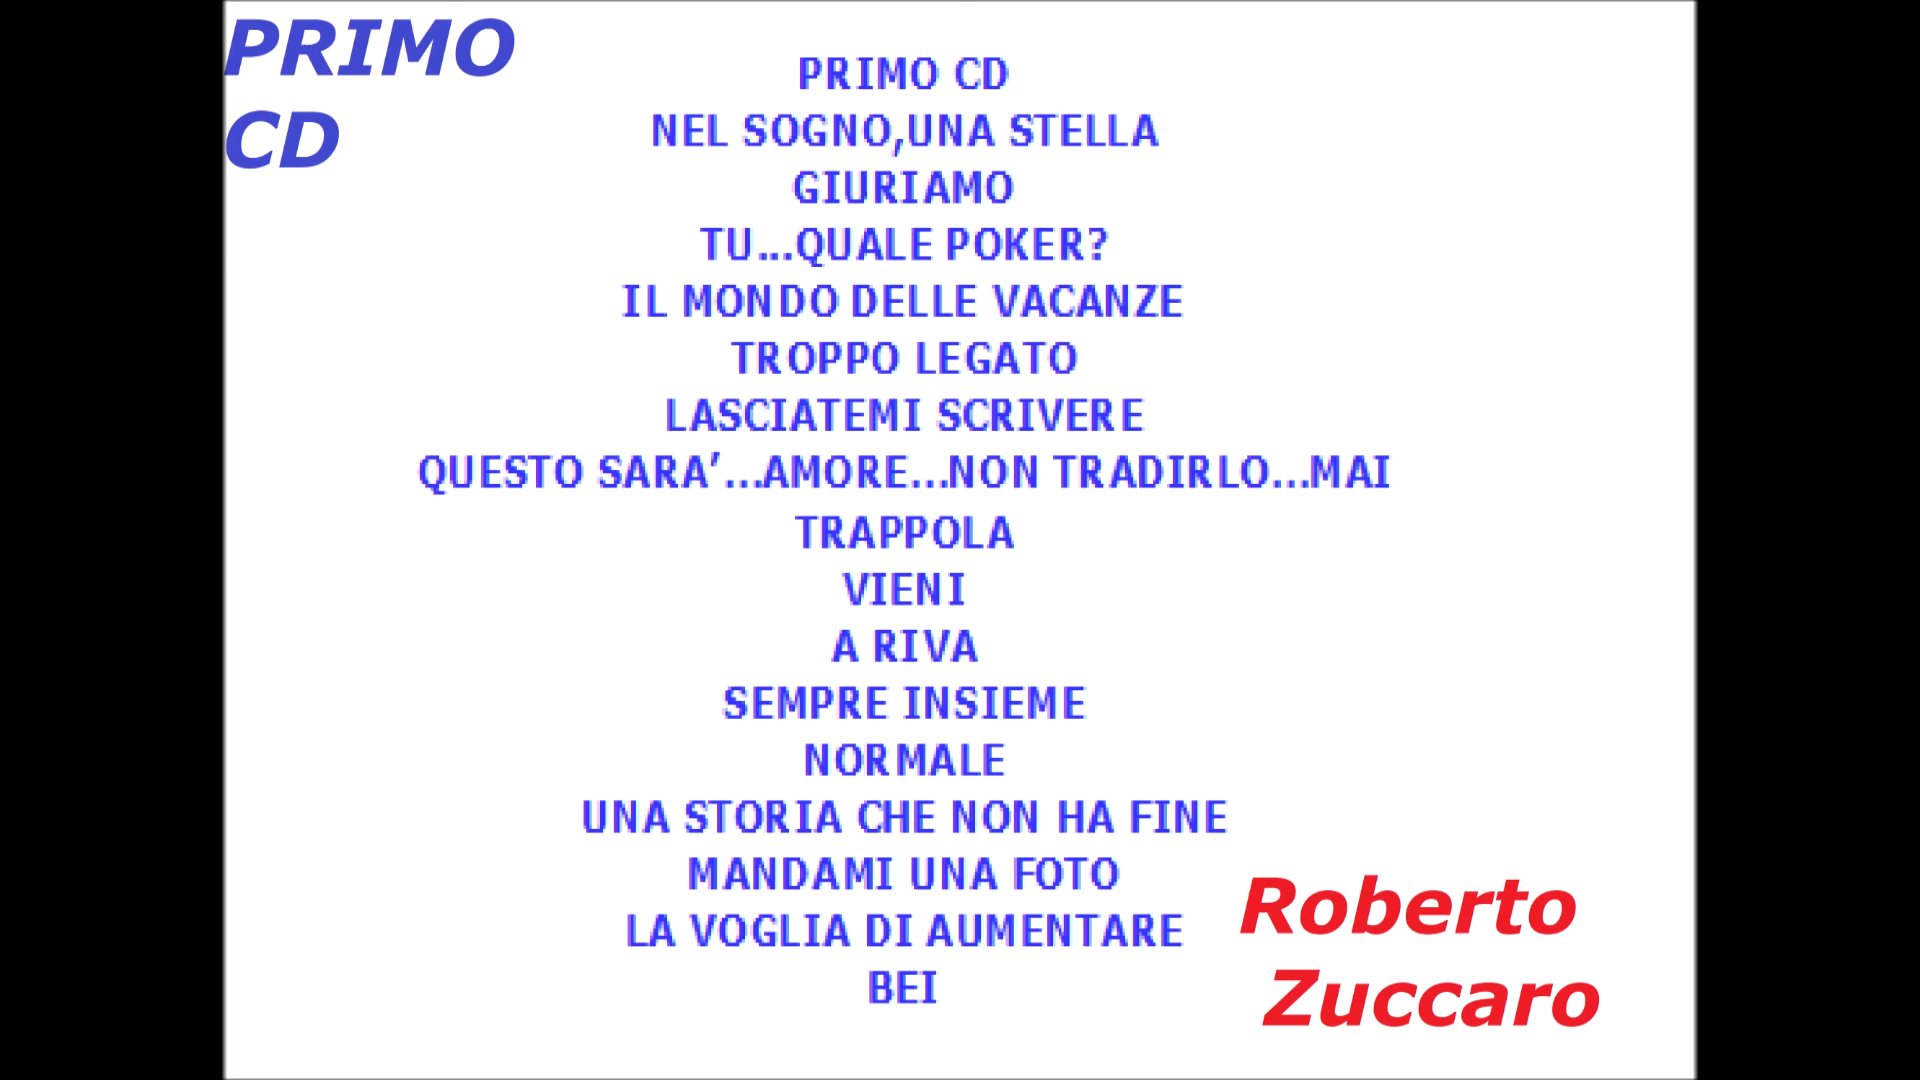 PRIMO
CD
PRIMO CD
NEL SOGNO,UNA STELLA
GIURIAMO
TU...QUALE POKER?
IL MONDO DELLE VACANZE
TROPPO LEGATO
LASCIATEMI SCRIVERE
QUESTO SARA’...AMORE...NON TRADIRLO...MAI
TRAPPOLA
VIENI
A RIVA
SEMPRE INSIEME
NORMALE
UNA STORIA CHE NON HA FINE
MANDAMI UNA FOTO
LA VOGLIA DI AUMENTARE
BEI
Roberto
Zuccaro